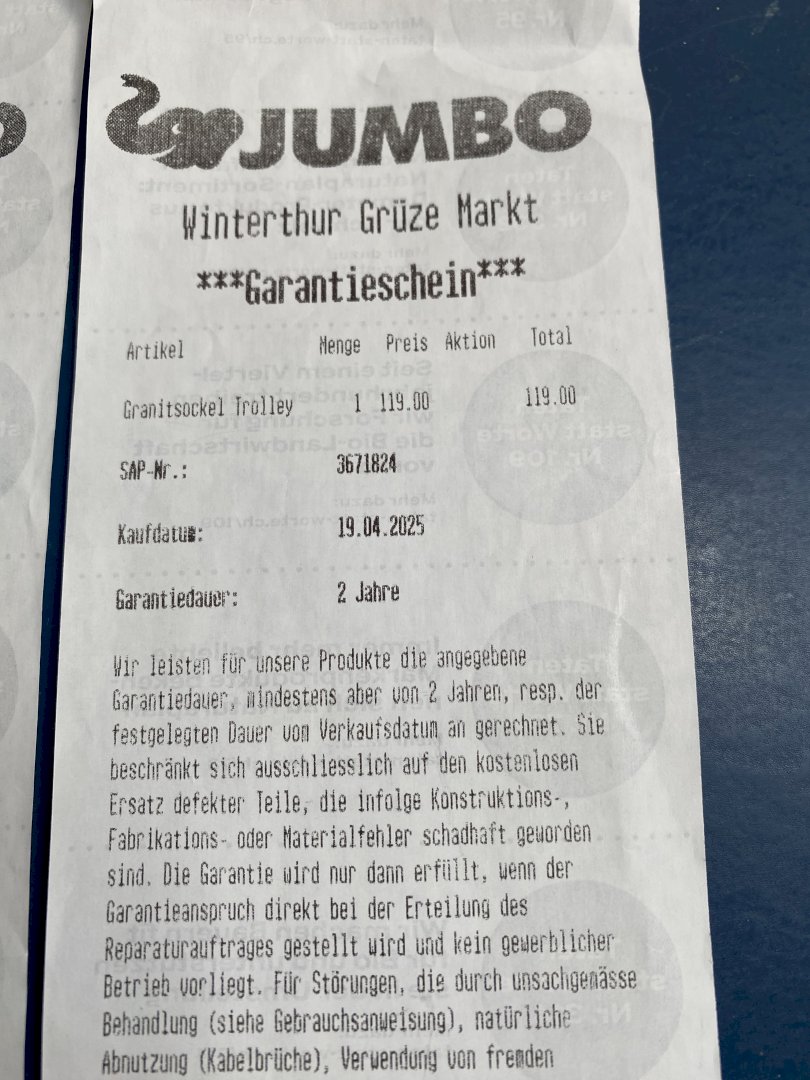 JUMBO
Winterthur Grüze Markt
***Garantieschein***
Artikel Menge Preis Aktion Total
Granitsockel Trolley 1 119.00 119.00
SAP-Nr.: 3671824
Kaufdatum: 19.04.2025
Garantiedauer: 2 Jahre
Wir leisten für unsere Produkte die angegebene
Garantiedauer, mindestens aber von 2 Jahren, resp. der
festgelegten Dauer vom Verkaufsdatum an gerechnet. Sie
beschränkt sich ausschliesslich auf den kostenlosen
Ersatz defekter Teile, die infolge Konstruktions-,
Fabrikations- oder Materialfehler schadhaft geworden
sind. Die Garantie wird nur dann erfüllt, wenn der
Garantieanspruch direkt bei der Erteilung des
Reparaturauftrages gestellt wird und kein gewerblicher
Betrieb vorliegt. Für Störungen, die durch unsachgemässe
Behandlung (siehe Gebrauchsanweisung), natürliche
Abnutzung (Kabelbrüche), Verwendung von fremden